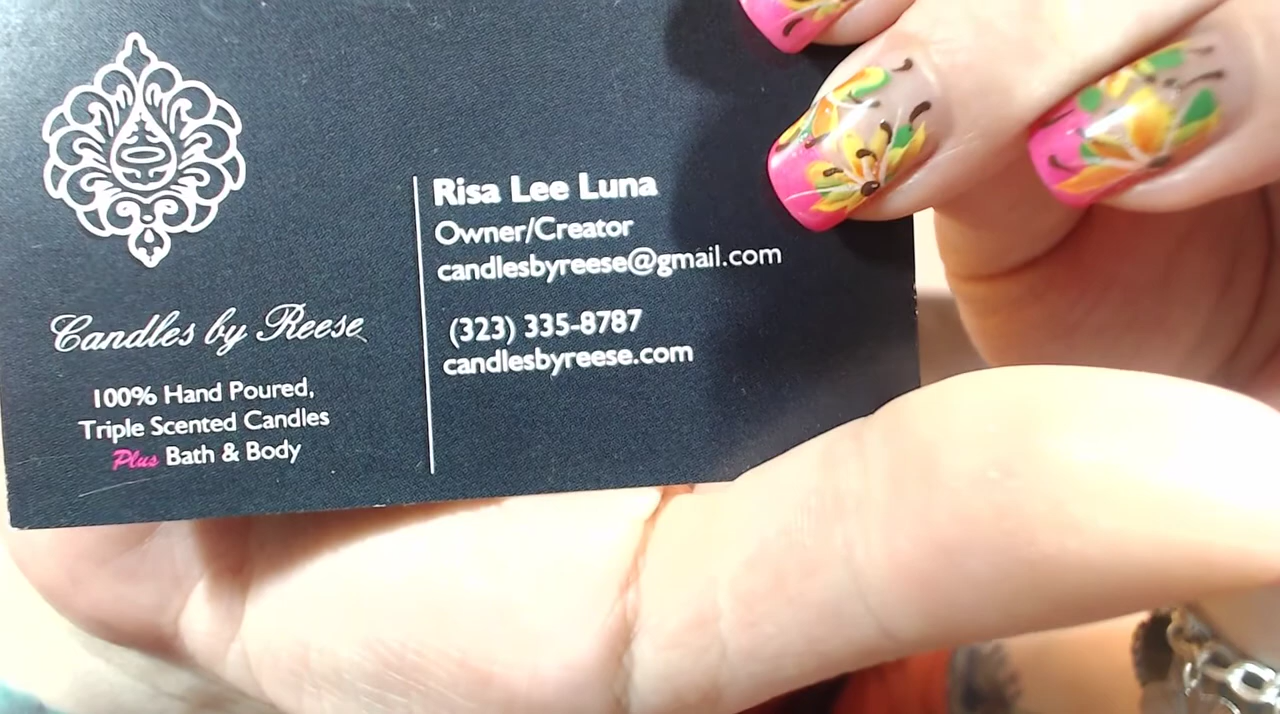 Candles by Reese
100% Hand Poured,
Triple Scented Candles
Plus Bath & Body
Risa Lee Luna
Owner/Creator
candlesbyreese@gmail.com
(323) 335-8787
candlesbyreese.com